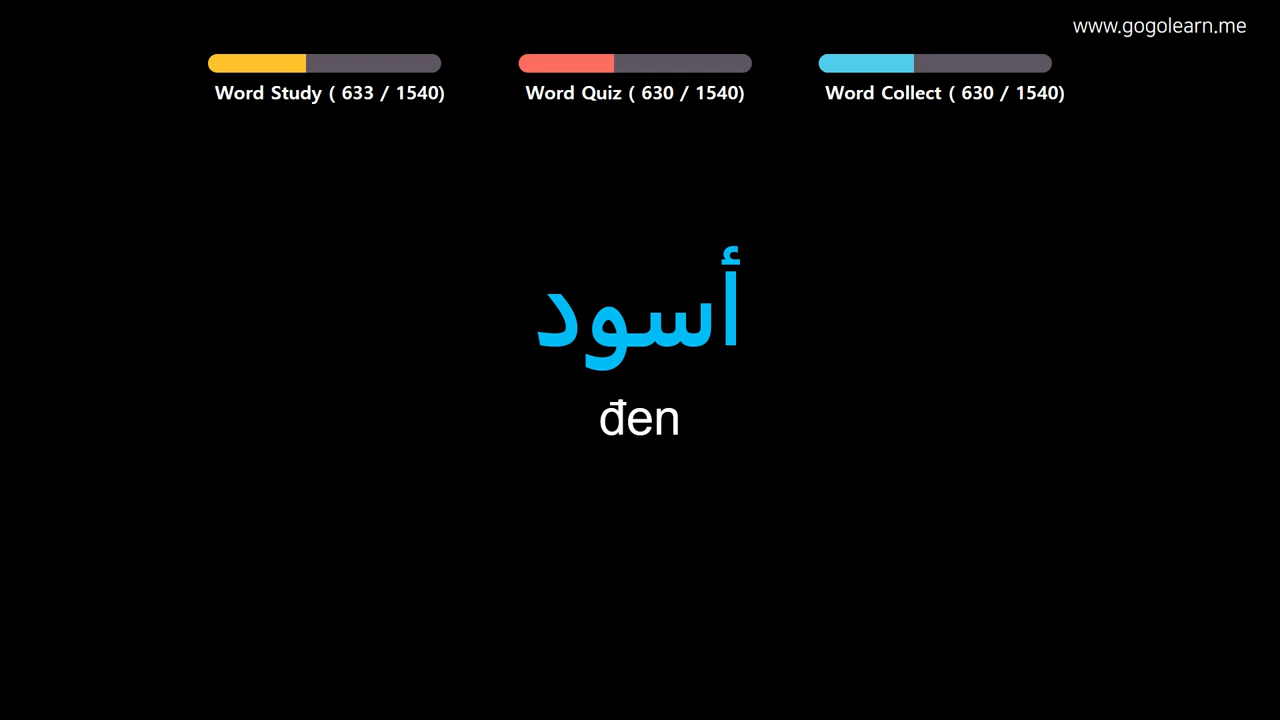 www.gogolearn.me
Word Study ( 633 / 1540)
Word Quiz ( 630 / 1540)
Word Collect ( 630 / 1540)
أسود
đen